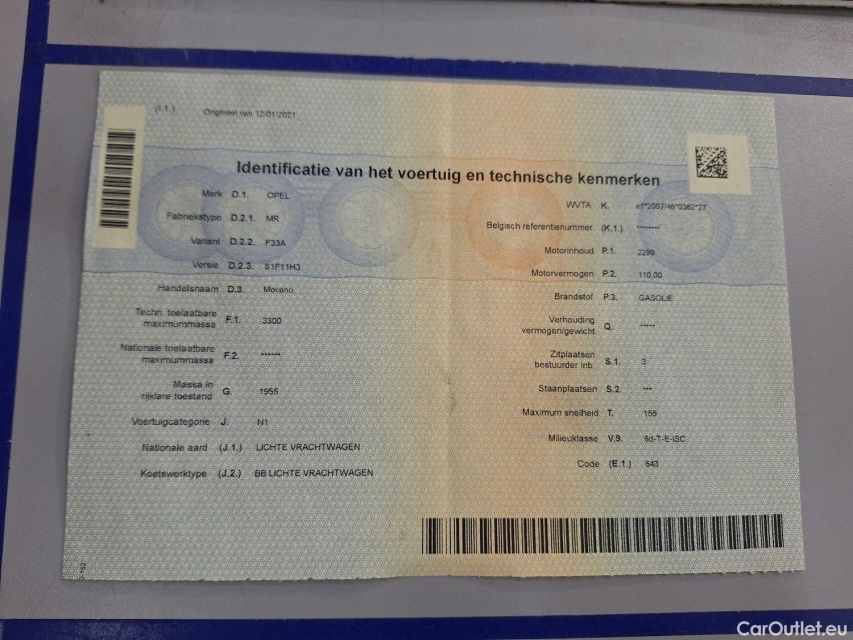 (I.1.) Origineel van 12/01/2021
Identificatie van het voertuig en technische kenmerken
Merk D.1. OPEL
Fabriekstype D.2.1. MR
Variant D.2.2. F33A
Versie D.2.3. S1F11H3
Handelsnaam D.3. Movano
Techn. toelaatbare
maximummassa F.1. 3300
Nationale toelaatbare
maximummassa F.2. ******
Massa in
rijklare toestand G. 1955
Voertuigcategorie J. N1
Nationale aard (J.1.) LICHTE VRACHTWAGEN
Koetswerktype (J.2.) BB LICHTE VRACHTWAGEN
WVTA K. e1*2007/46*0362*27
Belgisch referentienummer (K.1.) ********
Motorinhoud P.1. 2299
Motorvermogen P.2. 110,00
Brandstof P.3. GASOLIE
Verhouding
vermogen/gewicht Q. *****
Zitplaatsen
bestuurder inb. S.1. 3
Staanplaatsen S.2. ***
Maximum snelheid T. 155
Milieuklasse V.9. 6d-T-E-ISC
Code (E.1.) 643
CarOutlet.eu